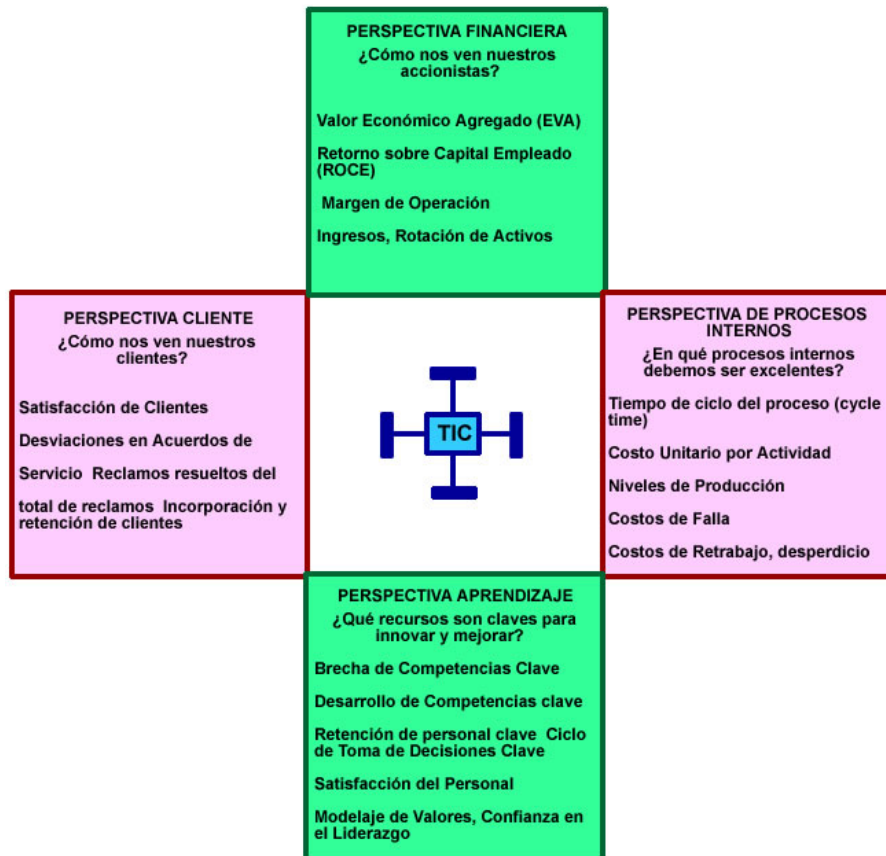 PERSPECTIVA FINANCIERA
¿Cómo nos ven nuestros
accionistas?
Valor Económico Agregado (EVA)
Retorno sobre Capital Empleado
(ROCE)
Margen de Operación
Ingresos, Rotación de Activos
PERSPECTIVA CLIENTE
¿Cómo nos ven nuestros
clientes?
Satisfacción de Clientes
Desviaciones en Acuerdos de
Servicio Reclamos resueltos del
total de reclamos Incorporación y
retención de clientes
TIC
PERSPECTIVA DE PROCESOS
INTERNOS
¿En qué procesos internos
debemos ser excelentes?
Tiempo de ciclo del proceso (cycle
time)
Costo Unitario por Actividad
Niveles de Producción
Costos de Falla
Costos de Retrabajo, desperdicio
PERSPECTIVA APRENDIZAJE
¿Qué recursos son claves para
innovar y mejorar?
Brecha de Competencias Clave
Desarrollo de Competencias clave
Retención de personal clave Ciclo
de Toma de Decisiones Clave
Satisfacción del Personal
Modelaje de Valores, Confianza en
el Liderazgo